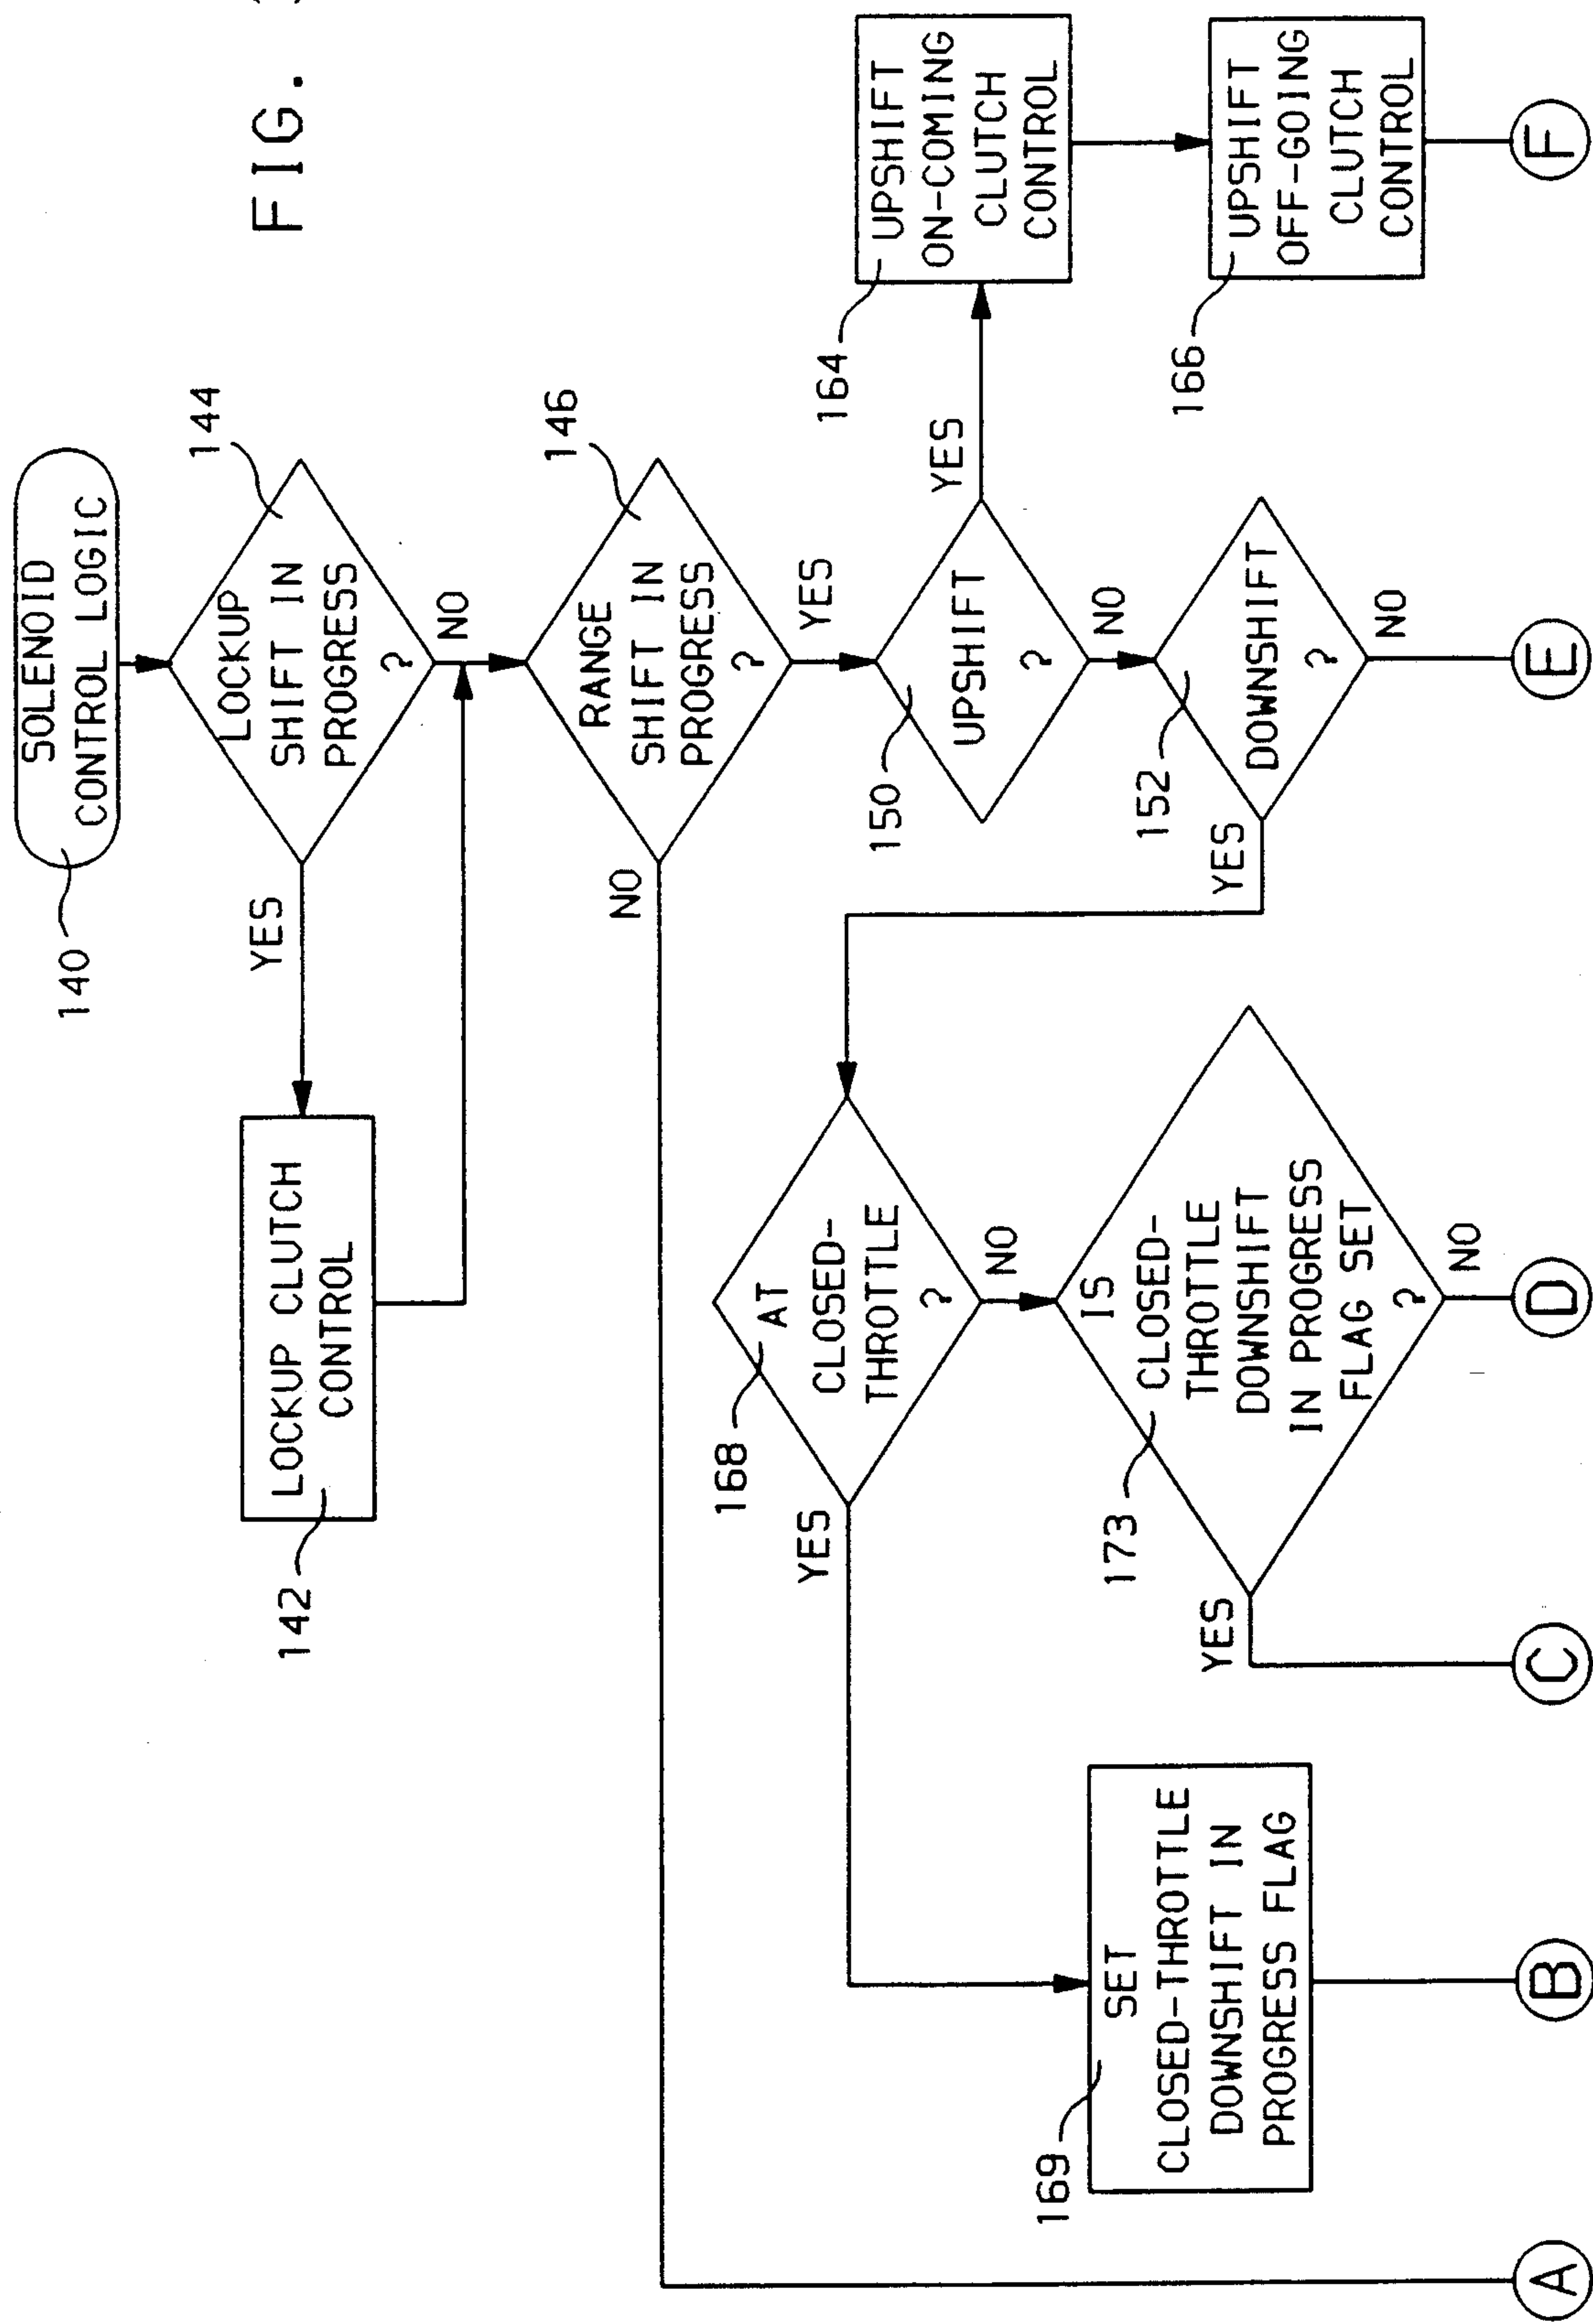 FIG.
SOLENOID
CONTROL LOGIC
140
LOCKUP
SHIFT IN
PROGRESS
?
144
YES
NO
LOCKUP CLUTCH
CONTROL
142
RANGE
SHIFT IN
PROGRESS
?
146
NO
YES
UPSHIFT
?
150
YES
NO
UPSHIFT
ON-COMING
CLUTCH
CONTROL
164
UPSHIFT
OFF-GOING
CLUTCH
CONTROL
166
DOWNSHIFT
?
152
YES
NO
AT
CLOSED-
THROTTLE
?
168
YES
NO
IS
CLOSED-
THROTTLE
DOWNSHIFT
IN PROGRESS
FLAG SET
?
173
YES
NO
SET
CLOSED-THROTTLE
DOWNSHIFT IN
PROGRESS FLAG
169
A
B
C
D
E
F